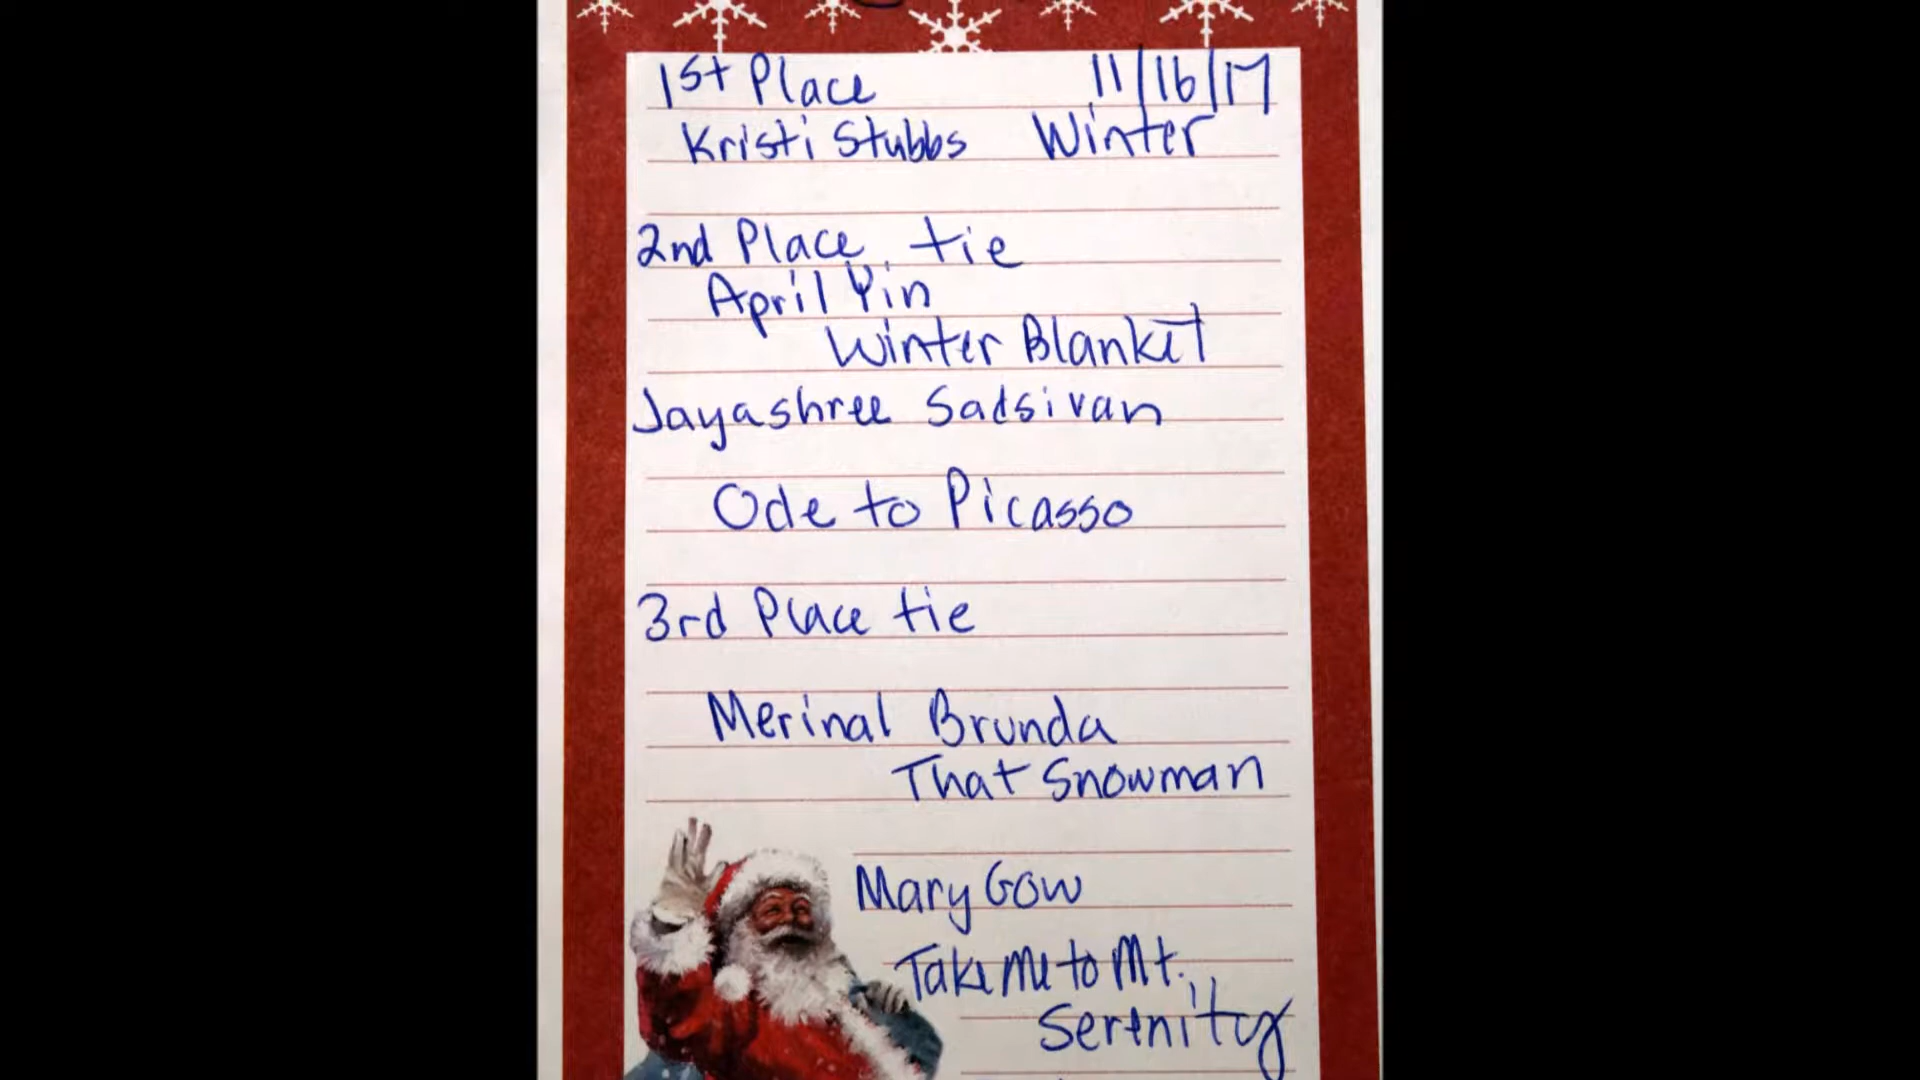 1st Place 11/16/17
Kristi Stubbs Winter
2nd Place tie
April Yin
Winter Blanket
Jayashree Sadsivan
Ode to Picasso
3rd Place tie
Merinal Brunda
That Snowman
Mary Gow
Take Me to Mt.
Serenity